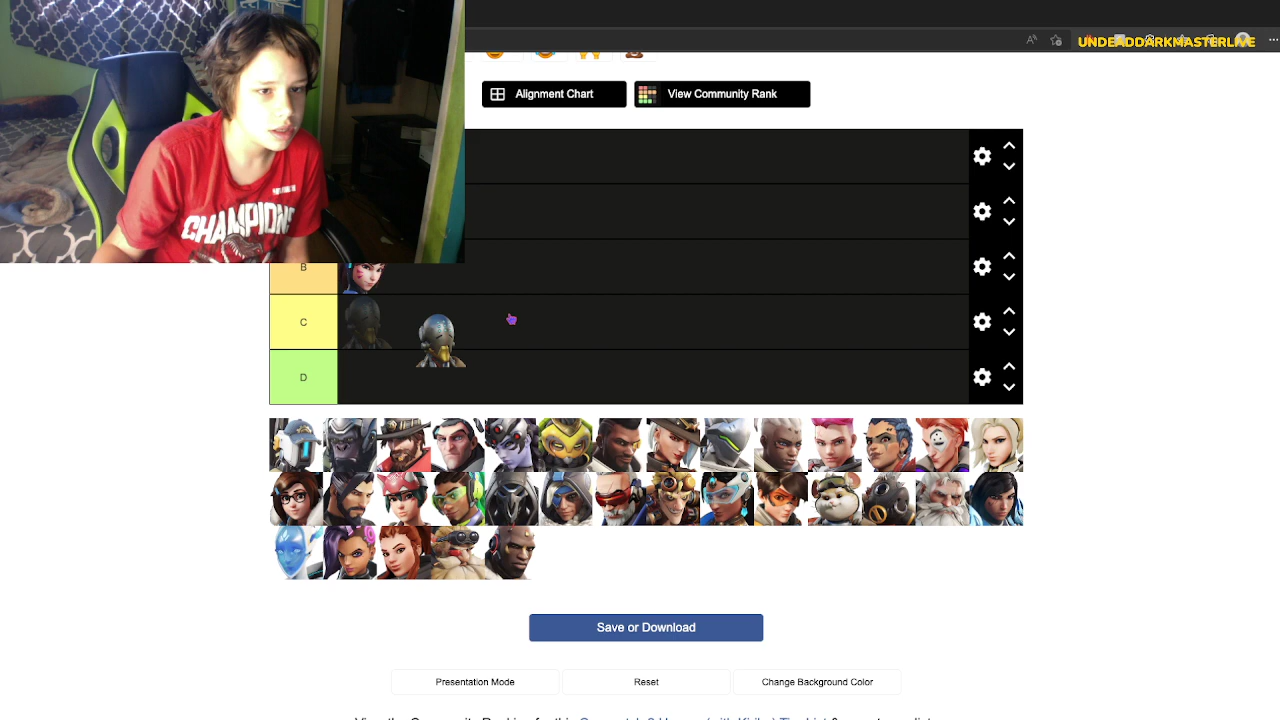 UNDEADDARKMASTERLIVE
Alignment Chart
View Community Rank
CHAMPIONS
B
C
D
Save or Download
Presentation Mode
Reset
Change Background Color